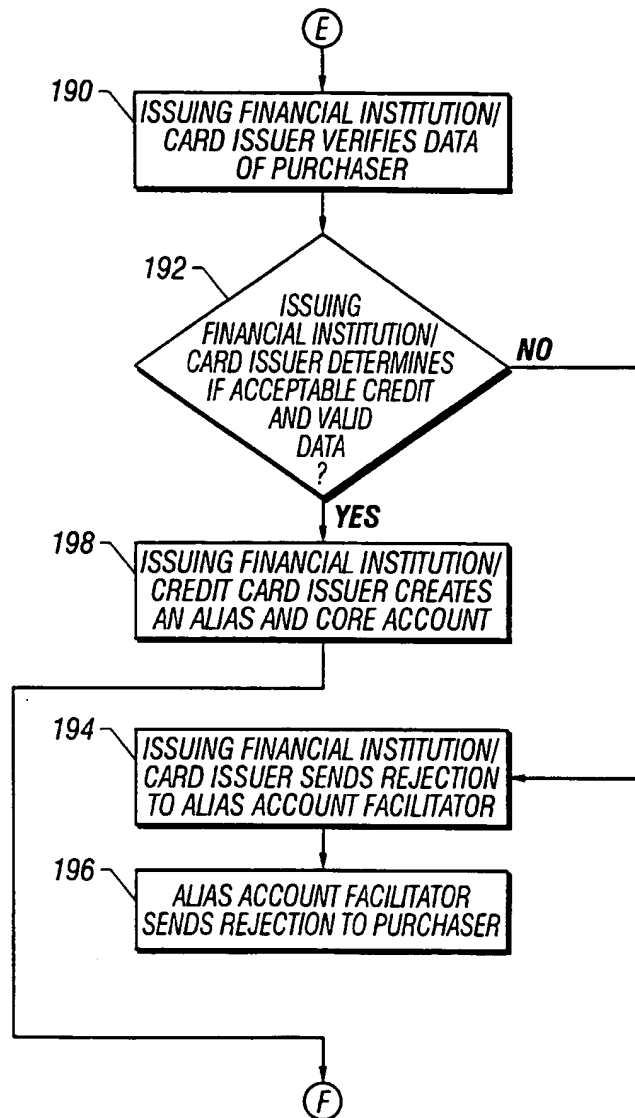 E
190
ISSUING FINANCIAL INSTITUTION/
CARD ISSUER VERIFIES DATA
OF PURCHASER
192
ISSUING
FINANCIAL INSTITUTION/
CARD ISSUER DETERMINES
IF ACCEPTABLE CREDIT
AND VALID
DATA
?
NO
YES
198
ISSUING FINANCIAL INSTITUTION/
CREDIT CARD ISSUER CREATES
AN ALIAS AND CORE ACCOUNT
194
ISSUING FINANCIAL INSTITUTION/
CARD ISSUER SENDS REJECTION
TO ALIAS ACCOUNT FACILITATOR
196
ALIAS ACCOUNT FACILITATOR
SENDS REJECTION TO PURCHASER
F